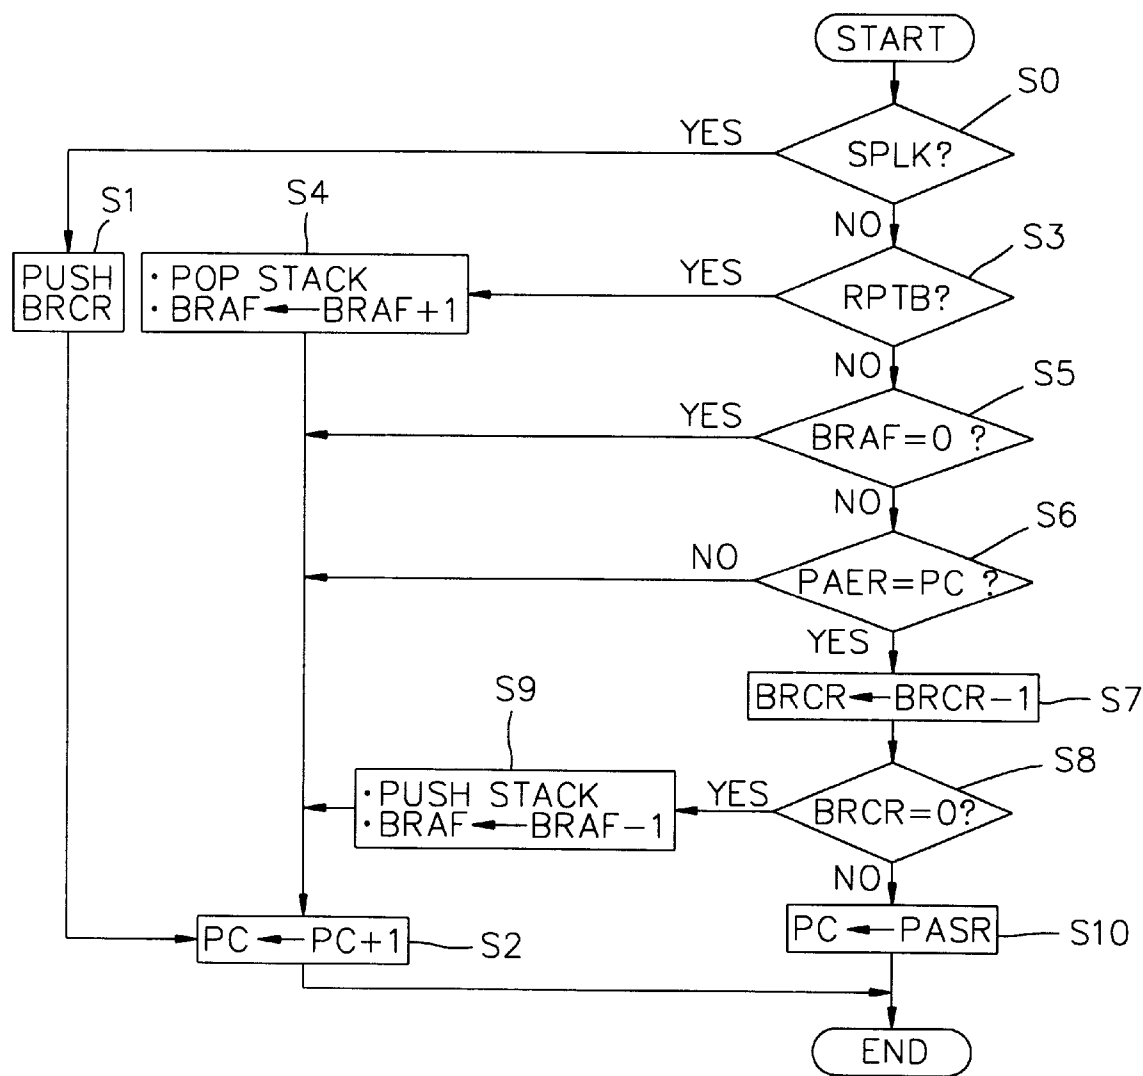 START
S0
YES
SPLK?
S1
S4
NO
S3
PUSH
BRCR
· POP STACK
· BRAF ← BRAF+1
YES
RPTB?
NO
S5
YES
BRAF=0 ?
NO
S6
NO
PAER=PC ?
YES
S9
BRCR ← BRCR-1
S7
S8
· PUSH STACK
· BRAF ← BRAF-1
YES
BRCR=0?
NO
PC ← PC+1
S2
PC ← PASR
S10
END